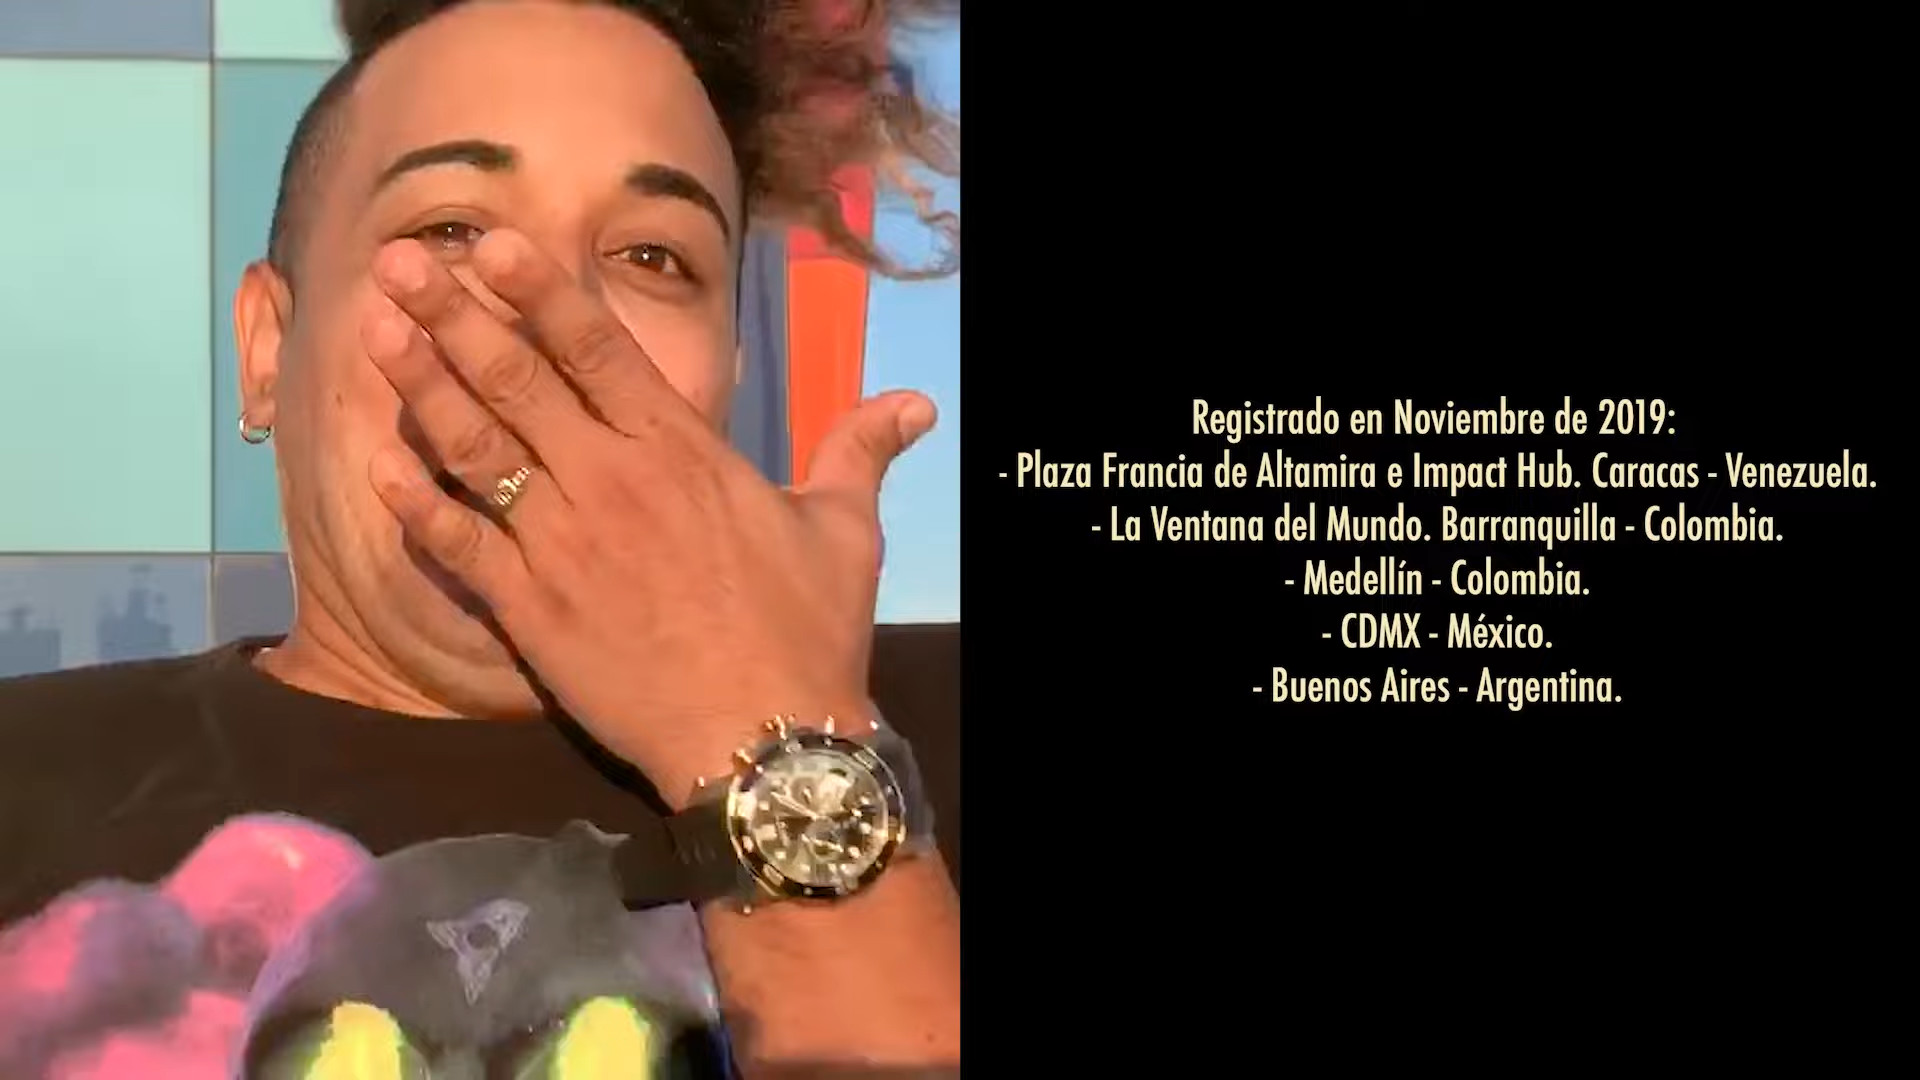 Registrado en Noviembre de 2019:
- Plaza Francia de Altamira e Impact Hub. Caracas - Venezuela.
- La Ventana del Mundo. Barranquilla - Colombia.
- Medellín - Colombia.
- CDMX - México.
- Buenos Aires - Argentina.